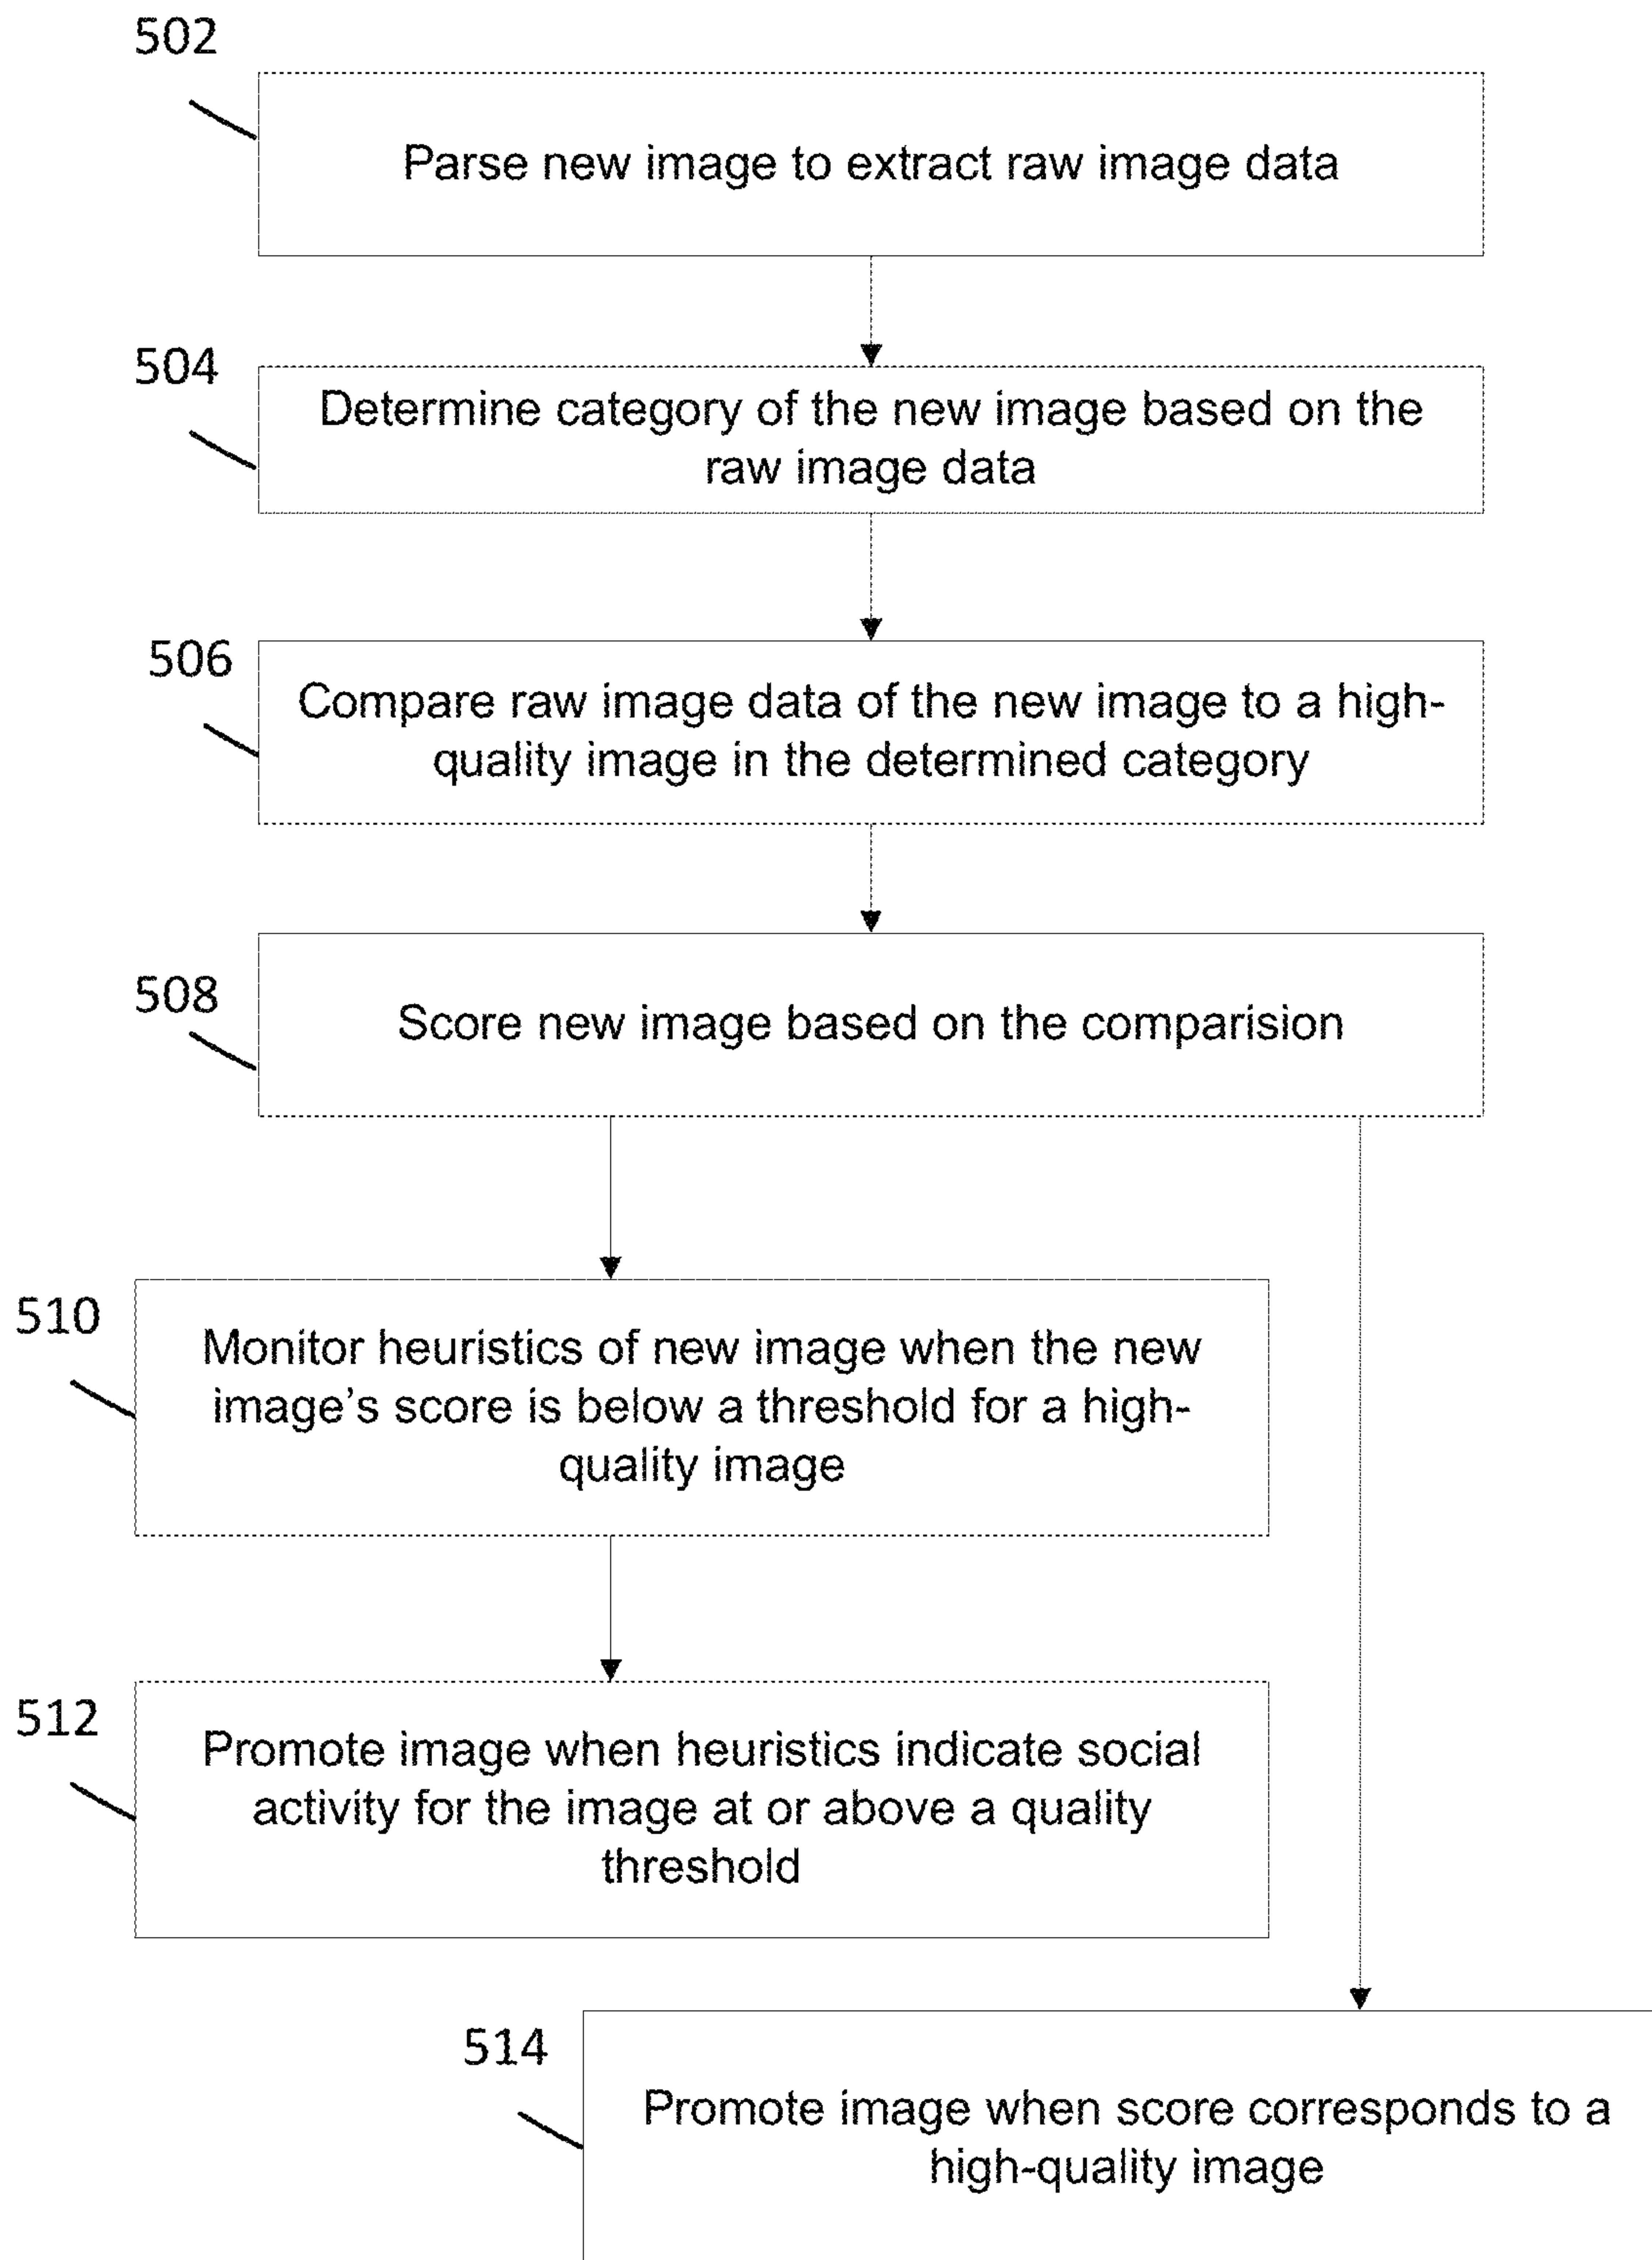 502
Parse new image to extract raw image data
504
Determine category of the new image based on the
raw image data
506
Compare raw image data of the new image to a high-
quality image in the determined category
508
Score new image based on the comparision
510
Monitor heuristics of new image when the new
image's score is below a threshold for a high-
quality image
512
Promote image when heuristics indicate social
activity for the image at or above a quality
threshold
514
Promote image when score corresponds to a
high-quality image